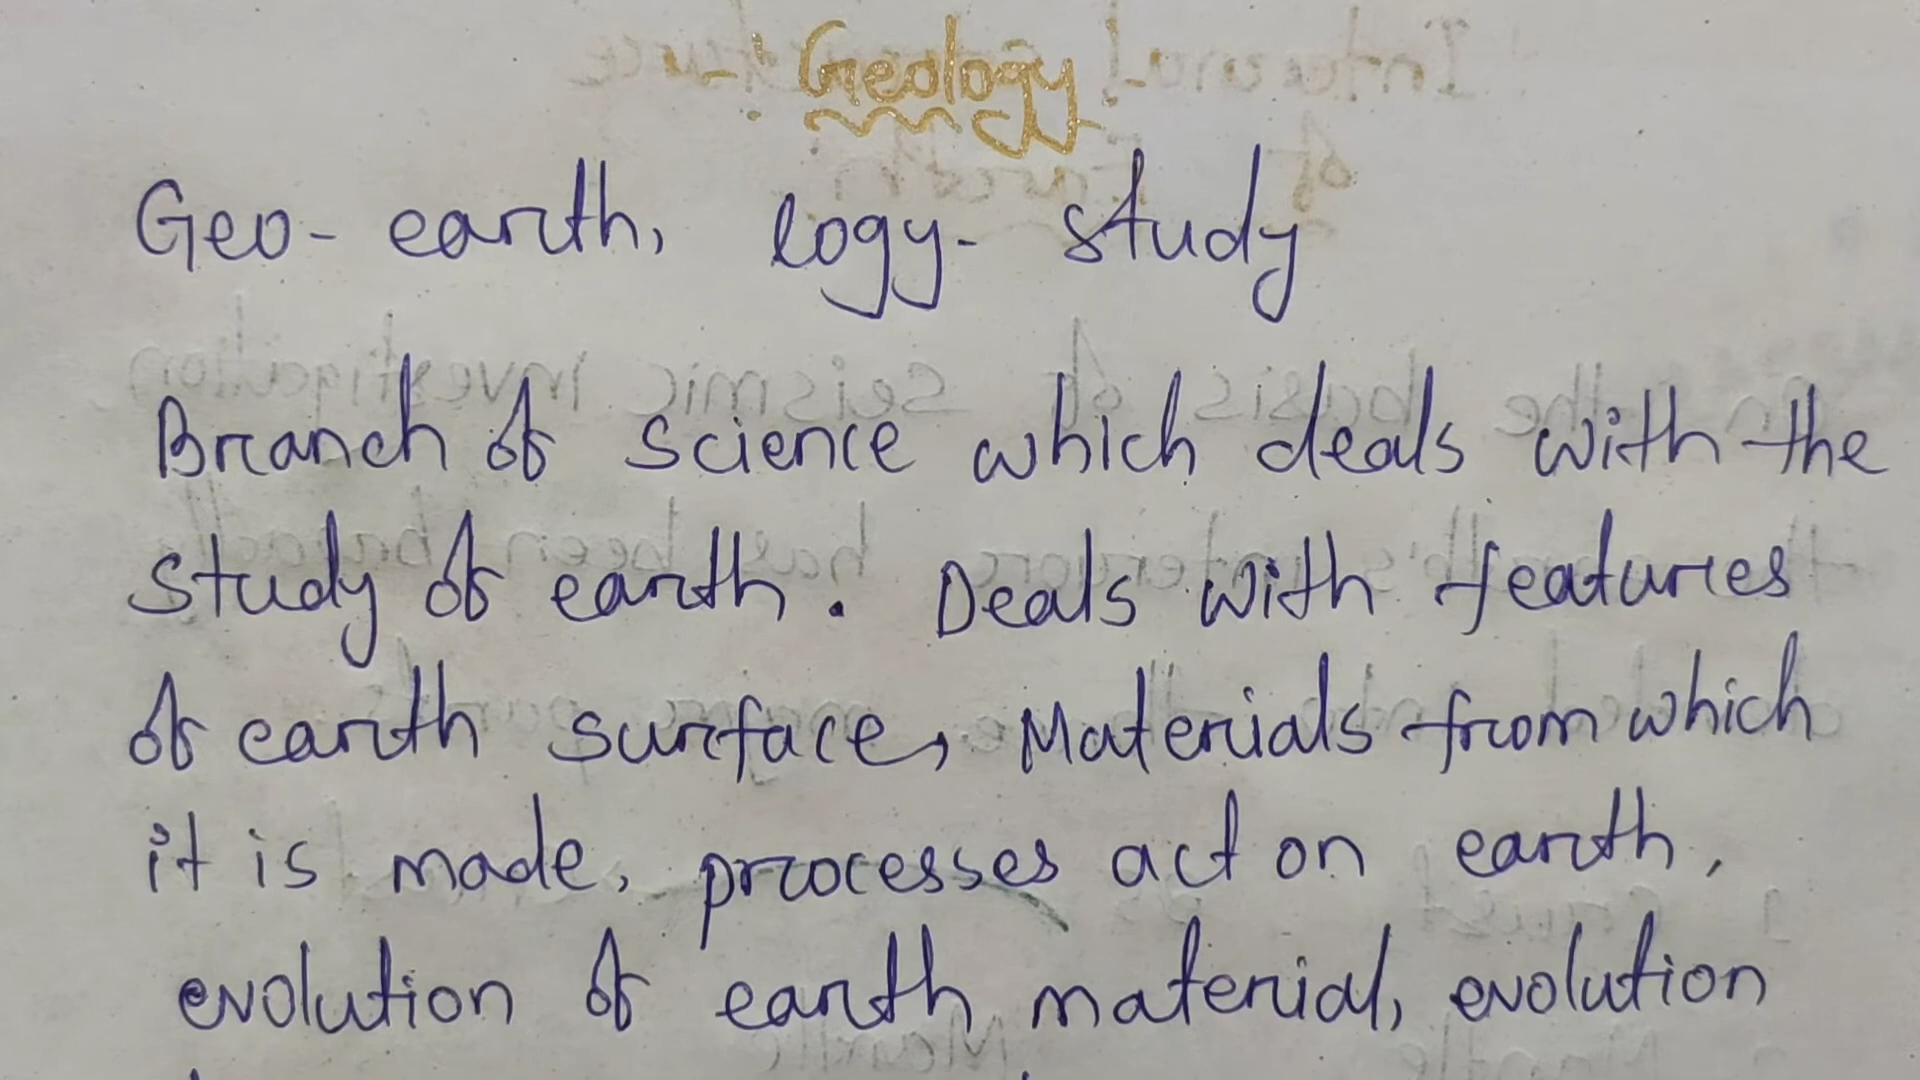 -: Geology :-
Geo- earth, logy- study
Branch of science which deals with the
study of earth. Deals with features
of earth surface, Materials from which
it is made, processes act on earth,
evolution of earth material, evolution